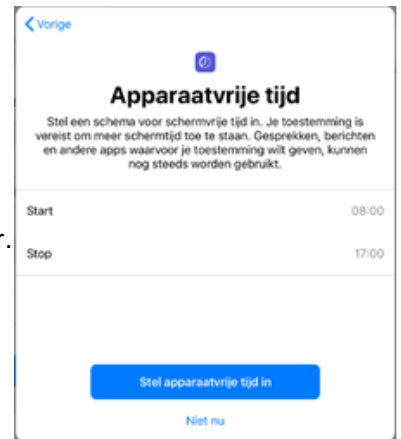 Vorige
Apparaatvrije tijd
Stel een schema voor schermvrije tijd in. Je toestemming is
vereist om meer schermtijd toe te staan. Gesprekken, berichten
en andere apps waarvoor je toestemming wilt geven, kunnen
nog steeds worden gebruikt.
Start 08:00
r.
Stop 17:00
Stel apparaatvrije tijd in
Niet nu